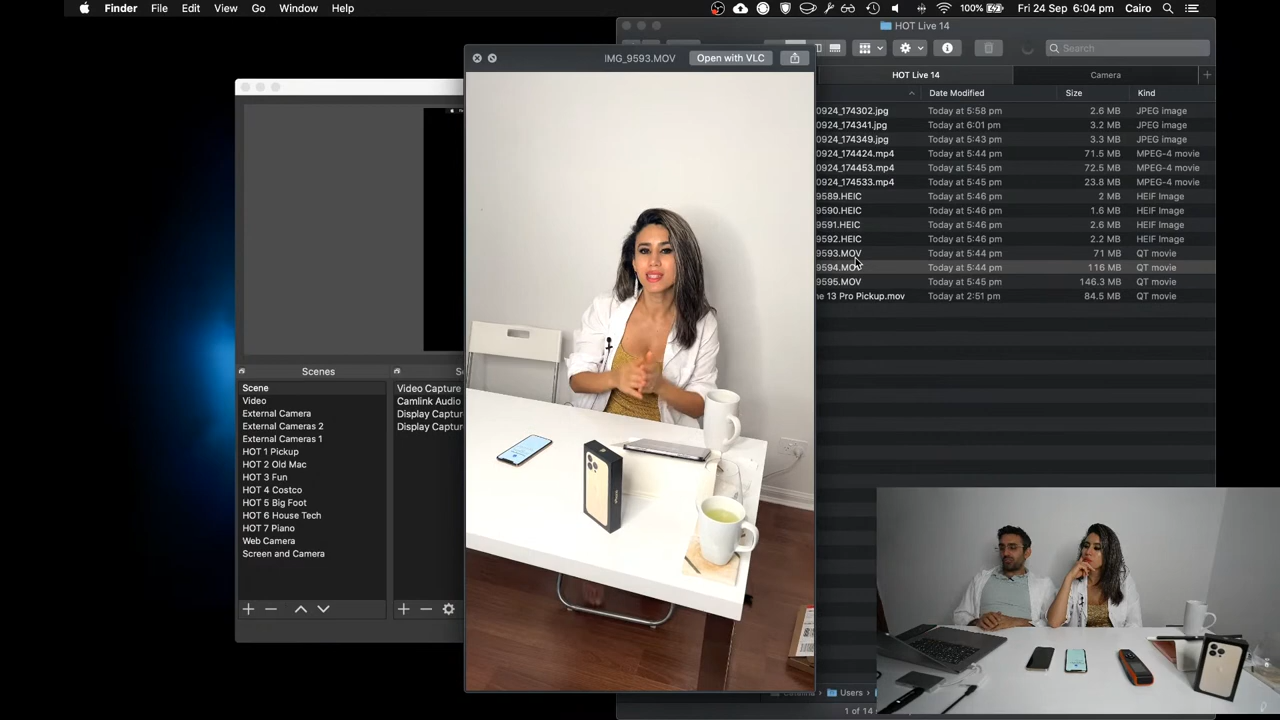 Finder File Edit View Go Window Help
100% Fri 24 Sep 6:04 pm Cairo
HOT Live 14
Search
IMG_9593.MOV Open with VLC
HOT Live 14 Camera
Date Modified Size Kind
0924_174302.jpg Today at 5:58 pm 2.6 MB JPEG image
0924_174341.jpg Today at 6:01 pm 3.2 MB JPEG image
0924_174349.jpg Today at 5:43 pm 3.3 MB JPEG image
0924_174424.mp4 Today at 5:44 pm 71.5 MB MPEG-4 movie
0924_174453.mp4 Today at 5:45 pm 72.5 MB MPEG-4 movie
0924_174533.mp4 Today at 5:45 pm 23.8 MB MPEG-4 movie
9589.HEIC Today at 5:46 pm 2 MB HEIF Image
9590.HEIC Today at 5:46 pm 1.6 MB HEIF Image
9591.HEIC Today at 5:46 pm 2.6 MB HEIF Image
9592.HEIC Today at 5:46 pm 2.2 MB HEIF Image
9593.MOV Today at 5:44 pm 71 MB QT movie
9594.MOV Today at 5:44 pm 116 MB QT movie
9595.MOV Today at 5:45 pm 146.3 MB QT movie
ne 13 Pro Pickup.mov Today at 2:51 pm 84.5 MB QT movie
Scenes
Scene
Video
External Camera
External Cameras 2
External Cameras 1
HOT 1 Pickup
HOT 2 Old Mac
HOT 3 Fun
HOT 4 Costco
HOT 5 Big Foot
HOT 6 House Tech
HOT 7 Piano
Web Camera
Screen and Camera
Video Capture
Camlink Audio
Display Captur
Display Captur
Users
1 of 14